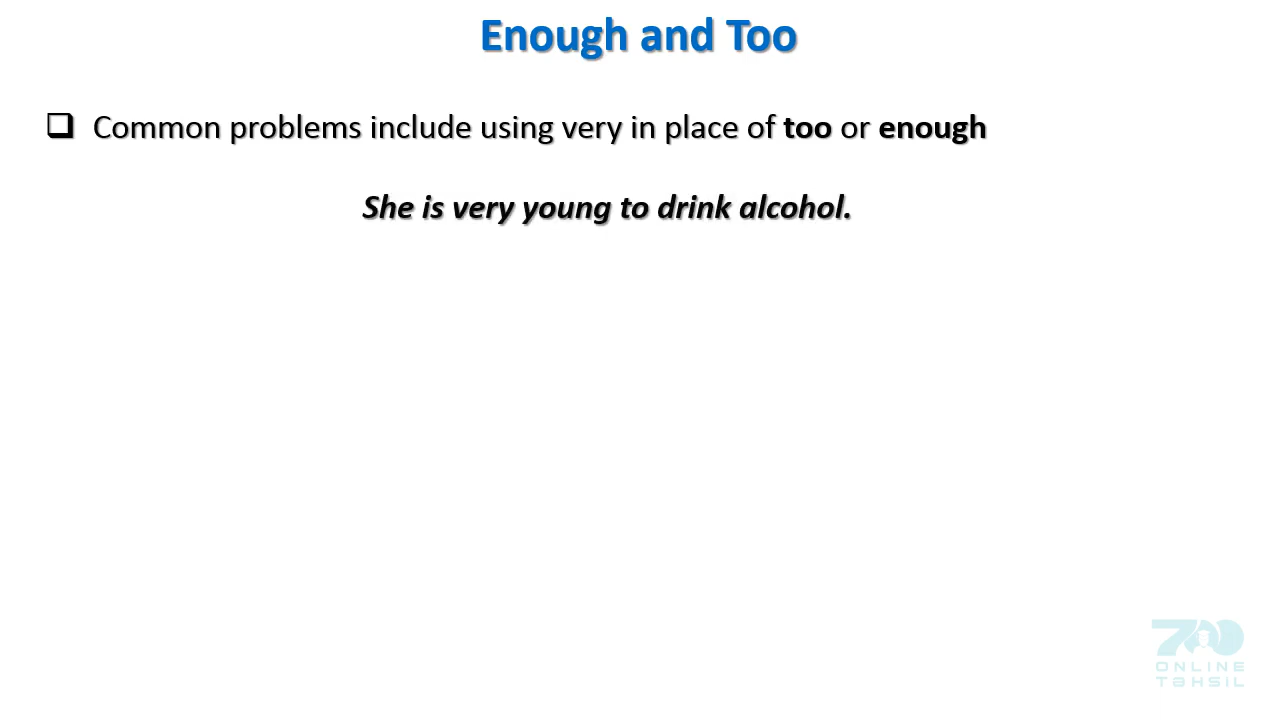 Enough and Too
❑ Common problems include using very in place of too or enough
She is very young to drink alcohol.
700
ONLINE
TaHSIL